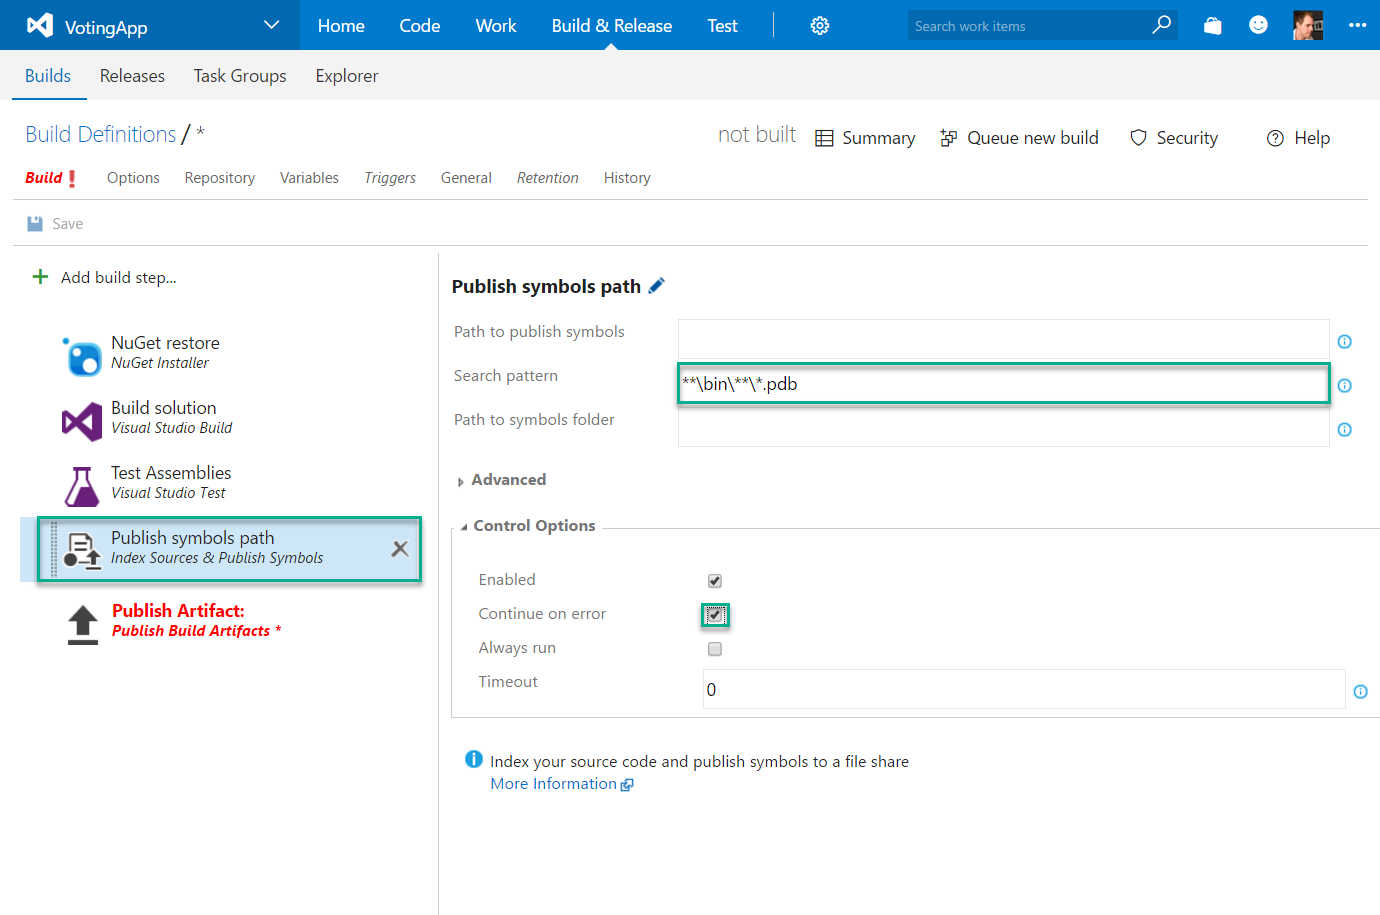 VotingApp
Home Code Work Build & Release Test
Search work items
Builds Releases Task Groups Explorer
Build Definitions / *
not built Summary Queue new build Security Help
Build ! Options Repository Variables Triggers General Retention History
Save
Add build step...
NuGet restore
NuGet Installer
Build solution
Visual Studio Build
Test Assemblies
Visual Studio Test
Publish symbols path
Index Sources & Publish Symbols
Publish Artifact:
Publish Build Artifacts *
Publish symbols path
Path to publish symbols
Search pattern **\bin\**\*.pdb
Path to symbols folder
Advanced
Control Options
Enabled
Continue on error
Always run
Timeout 0
Index your source code and publish symbols to a file share
More Information